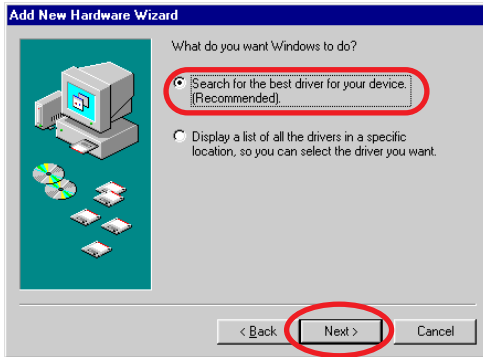 Add New Hardware Wizard
What do you want Windows to do?
Search for the best driver for your device.
(Recommended).
Display a list of all the drivers in a specific
location, so you can select the driver you want.
< Back
Next >
Cancel